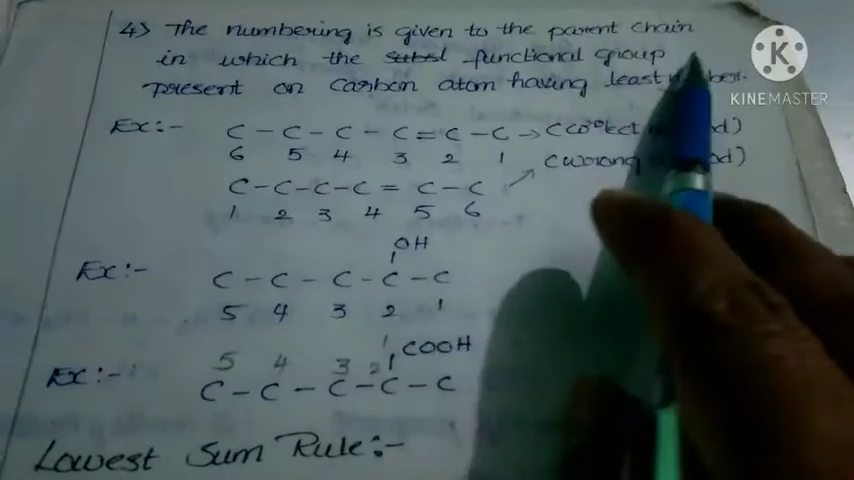 4> The numbering is given to the parent chain
in which the functional group
present on Carbon atom having least
Ex:- C - C - C - C = C - C → (correct
6 5 4 3 2 1 (wrong
C-C-C-C = C - C
1 2 3 4 5 6
OH
Ex:- C - C - C - C - C
5 4 3 2 1
1 COOH
5 4 3 2
Ex:- C - C - C - C - C
Lowest Sum Rule:-
K
KINEMASTER